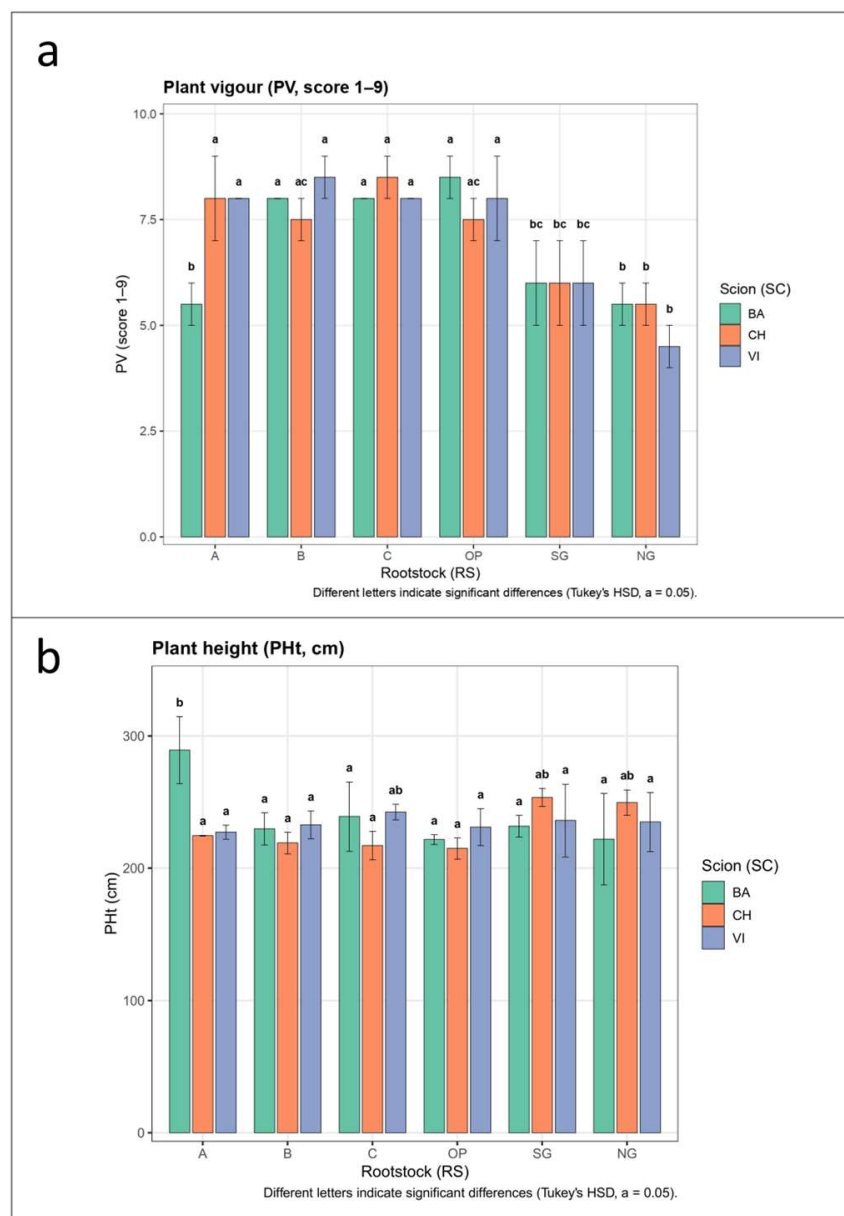 a
Plant vigour (PV, score 1–9)
10.0
7.5
5.0
2.5
0.0
PV (score 1–9)
b a a a ac a a a a a ac a bc bc bc b b b
A B C OP SG NG
Rootstock (RS)
Different letters indicate significant differences (Tukey's HSD, a = 0.05).
Scion (SC)
BA
CH
VI
b
Plant height (PHt, cm)
300
200
100
0
PHt (cm)
b a a a a a a a ab a a a a ab a a ab a
A B C OP SG NG
Rootstock (RS)
Different letters indicate significant differences (Tukey's HSD, a = 0.05).
Scion (SC)
BA
CH
VI